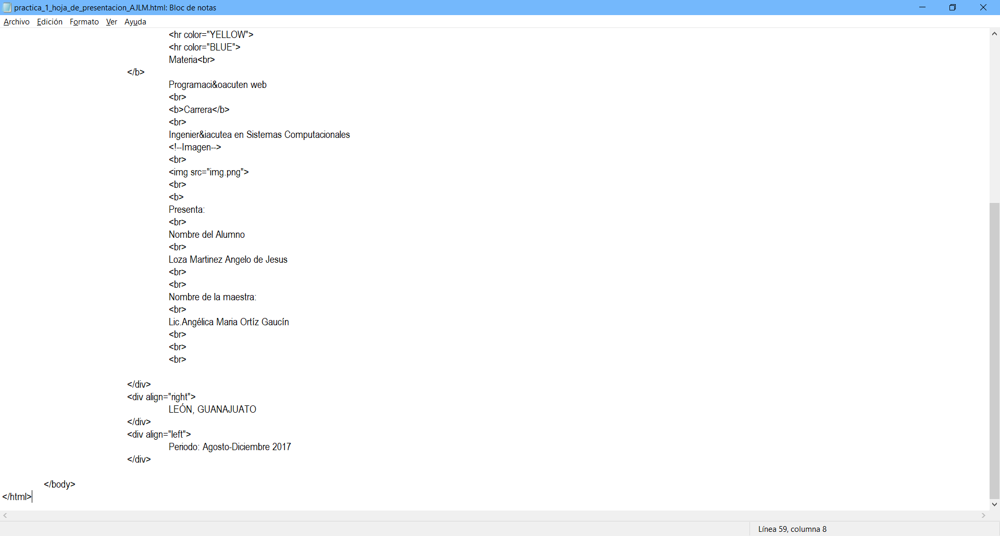 practica_1_hoja_de_presentacion_AJLM.html: Bloc de notas
Archivo Edición Formato Ver Ayuda
<hr color="YELLOW">
<hr color="BLUE">
Materia<br>
</b>
Programaci&oacuten web
<br>
<b>Carrera</b>
<br>
Ingenier&iacutea en Sistemas Computacionales
<!--Imagen-->
<br>
<img src="img.png">
<br>
<b>
Presenta:
<br>
Nombre del Alumno
<br>
Loza Martinez Angelo de Jesus
<br>
<br>
Nombre de la maestra:
<br>
Lic.Angélica Maria Ortíz Gaucín
<br>
<br>
<br>
</div>
<div align="right">
LEÓN, GUANAJUATO
</div>
<div align="left">
Periodo: Agosto-Diciembre 2017
</div>
</body>
</html>
Línea 59, columna 8